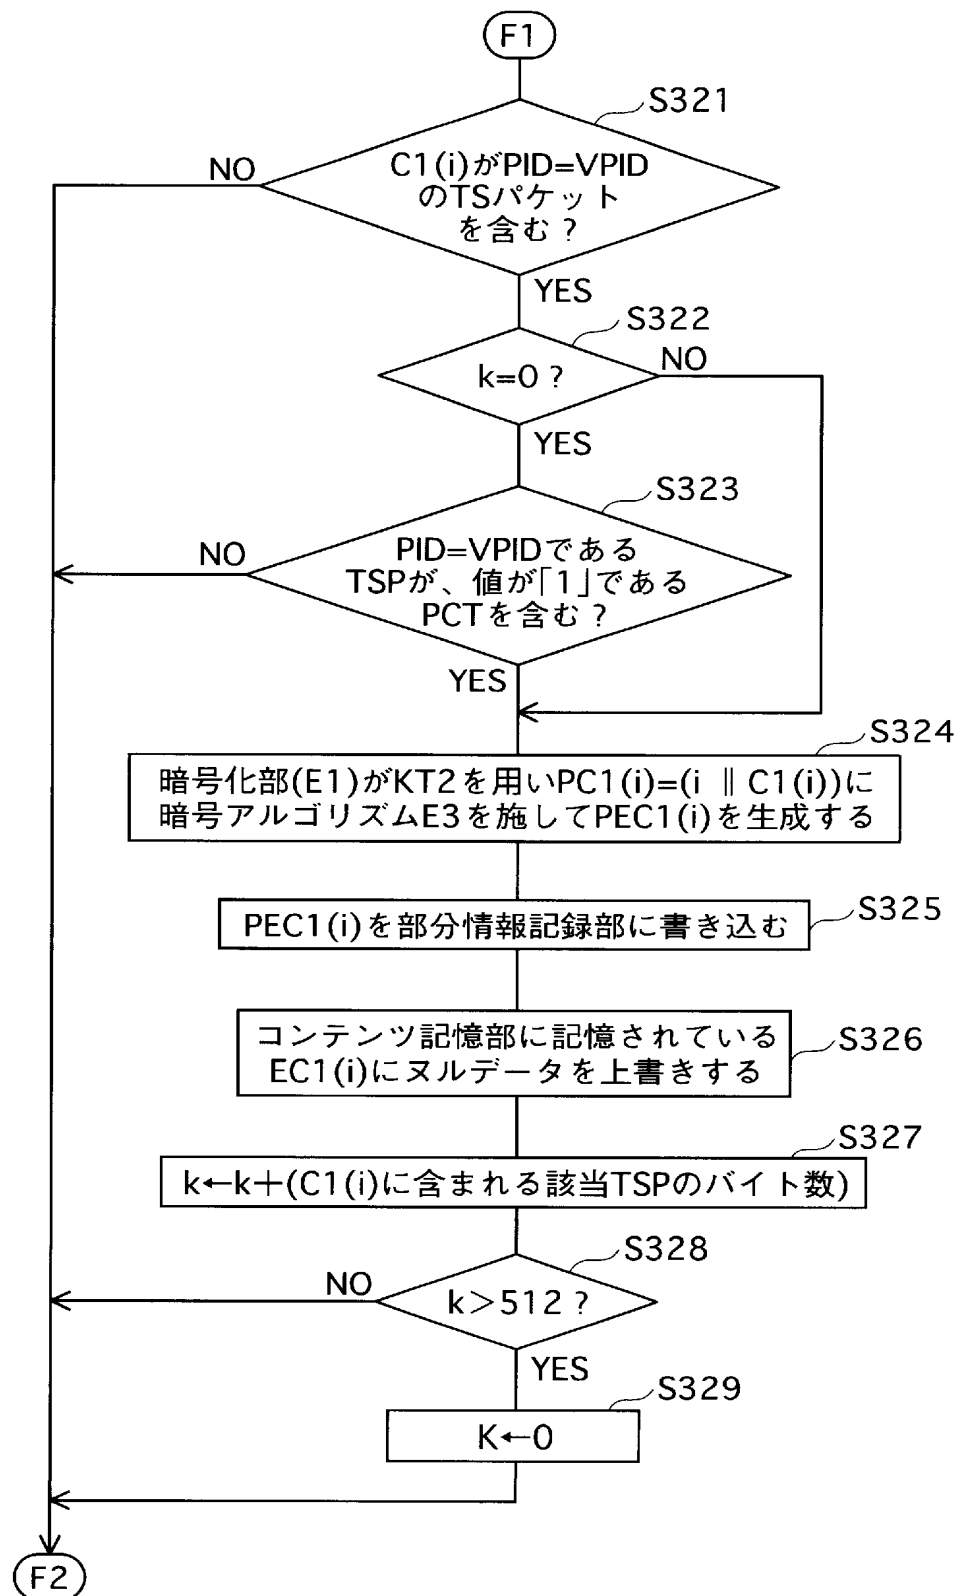 F1
S321
C1(i)がPID=VPID
のTSパケット
を含む?
NO
YES
S322
k=0?
NO
YES
S323
PID=VPIDである
TSPが、値が「1」である
PCTを含む?
NO
YES
S324
暗号化部(E1)がKT2を用いPC1(i)=(i ∥ C1(i))に
暗号アルゴリズムE3を施してPEC1(i)を生成する
S325
PEC1(i)を部分情報記録部に書き込む
S326
コンテンツ記憶部に記憶されている
EC1(i)にヌルデータを上書きする
S327
k←k+(C1(i)に含まれる該当TSPのバイト数)
S328
k>512?
NO
YES
S329
K←0
F2